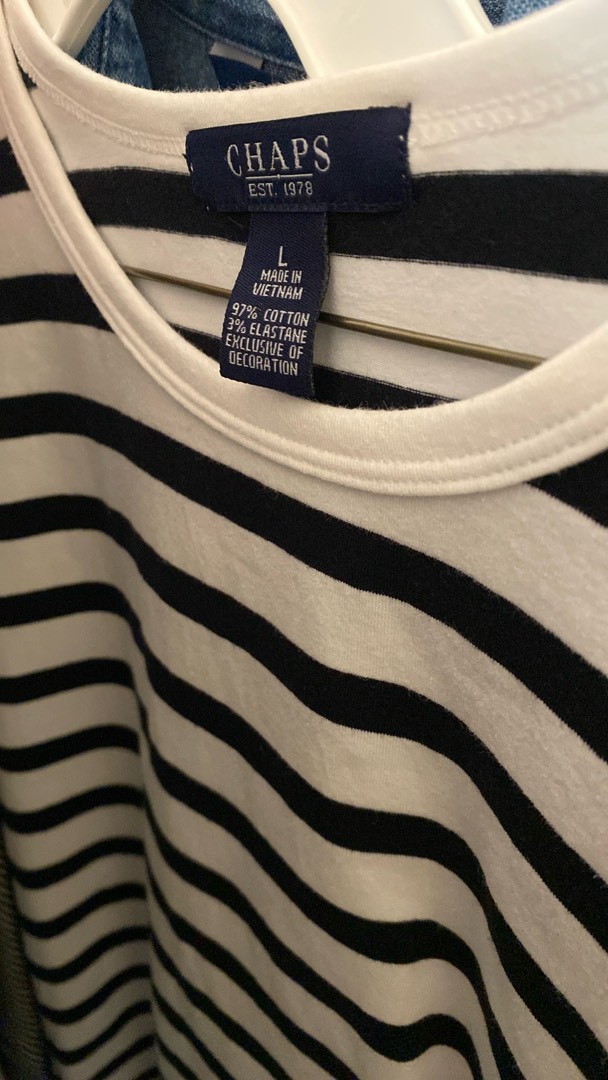 CHAPS
EST. 1978
L
MADE IN
VIETNAM
97% COTTON
3% ELASTANE
EXCLUSIVE OF
DECORATION